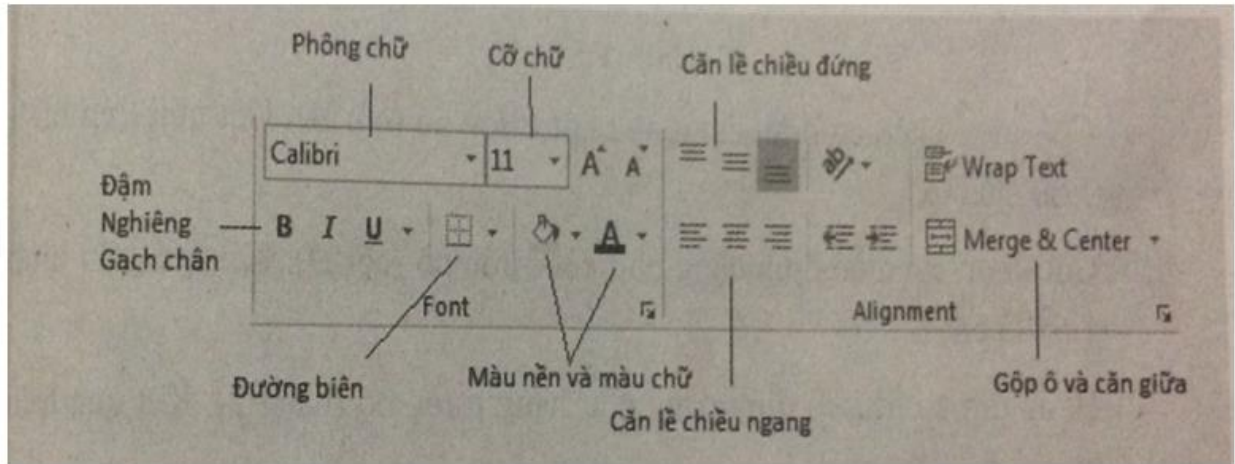 Phông chữ
Cỡ chữ
Căn lề chiều đứng
Calibri
11
A A
ab
Wrap Text
Đậm
Nghiêng
Gạch chân
B I U
A
Merge & Center
Font
Alignment
Đường biên
Màu nền và màu chữ
Căn lề chiều ngang
Gộp ô và căn giữa